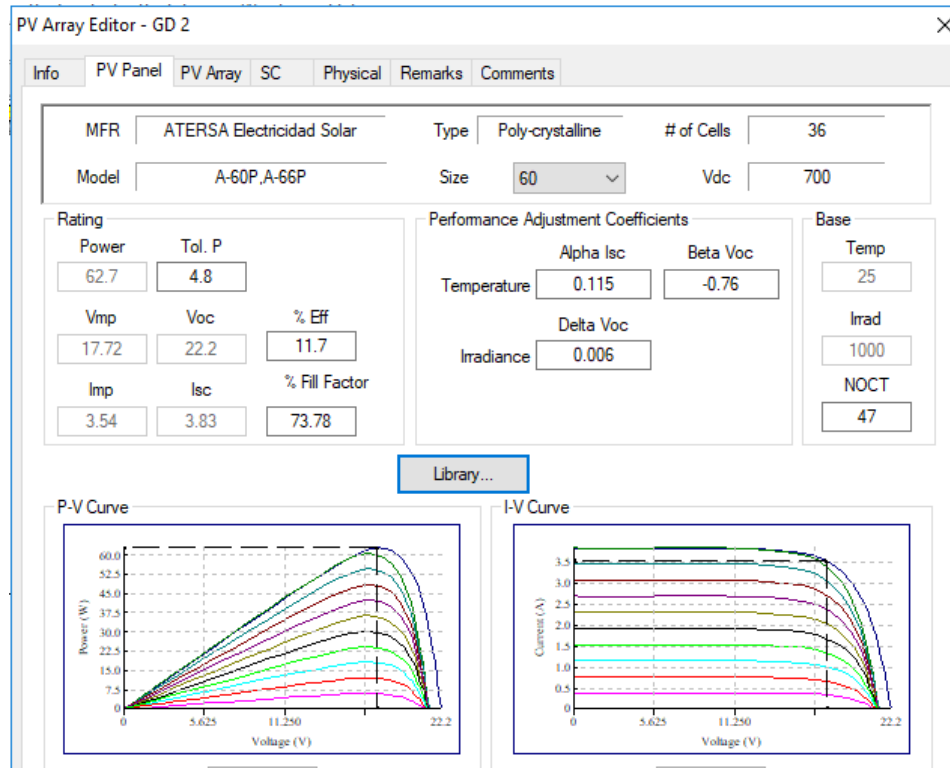 PV Array Editor - GD 2
Info PV Panel PV Array SC Physical Remarks Comments
MFR ATERSA Electricidad Solar Type Poly-crystalline # of Cells 36
Model A-60P,A-66P Size 60 Vdc 700
Rating
Power Tol. P
62.7 4.8
Vmp Voc % Eff
17.72 22.2 11.7
Imp Isc % Fill Factor
3.54 3.83 73.78
Performance Adjustment Coefficients
Alpha Isc Beta Voc
Temperature 0.115 -0.76
Delta Voc
Irradiance 0.006
Base
Temp
25
Irrad
1000
NOCT
47
Library...
P-V Curve
Power (W)
60.0
52.5
45.0
37.5
30.0
22.5
15.0
7.5
0
0 5.625 11.250 22.2
Voltage (V)
I-V Curve
Current (A)
3.5
3.0
2.5
2.0
1.5
1.0
0.5
0
0 5.625 11.250 22.2
Voltage (V)